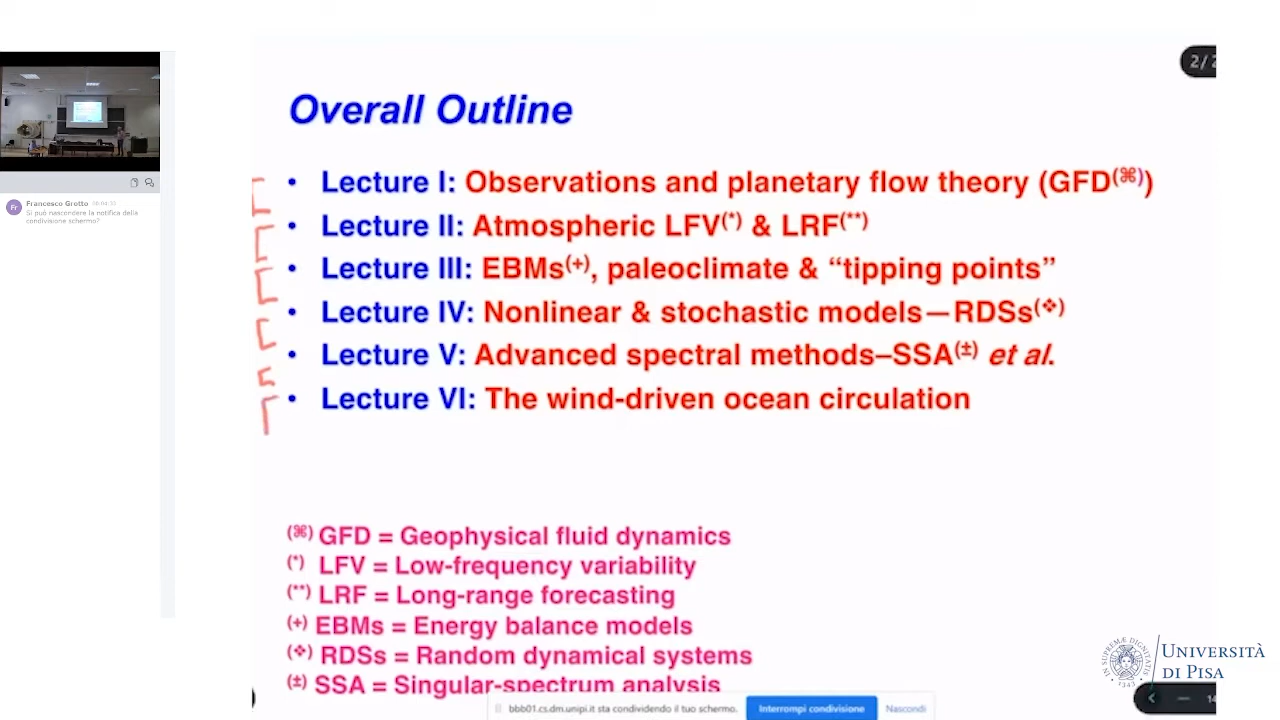 2/2
Overall Outline
• Lecture I: Observations and planetary flow theory (GFD(⌘))
• Lecture II: Atmospheric LFV(*) & LRF(**)
• Lecture III: EBMs(+), paleoclimate & “tipping points”
• Lecture IV: Nonlinear & stochastic models—RDSs(❖)
• Lecture V: Advanced spectral methods–SSA(±) et al.
• Lecture VI: The wind-driven ocean circulation
(⌘) GFD = Geophysical fluid dynamics
(*) LFV = Low-frequency variability
(**) LRF = Long-range forecasting
(+) EBMs = Energy balance models
(❖) RDSs = Random dynamical systems
(±) SSA = Singular-spectrum analysis
Fr Francesco Grotto
Si può nascondere la notifica della
condivisione schermo?
bbb01.cs.dm.unipi.it sta condividendo il tuo schermo. Interrompi condivisione Nascondi
UNIVERSITÀ
DI PISA